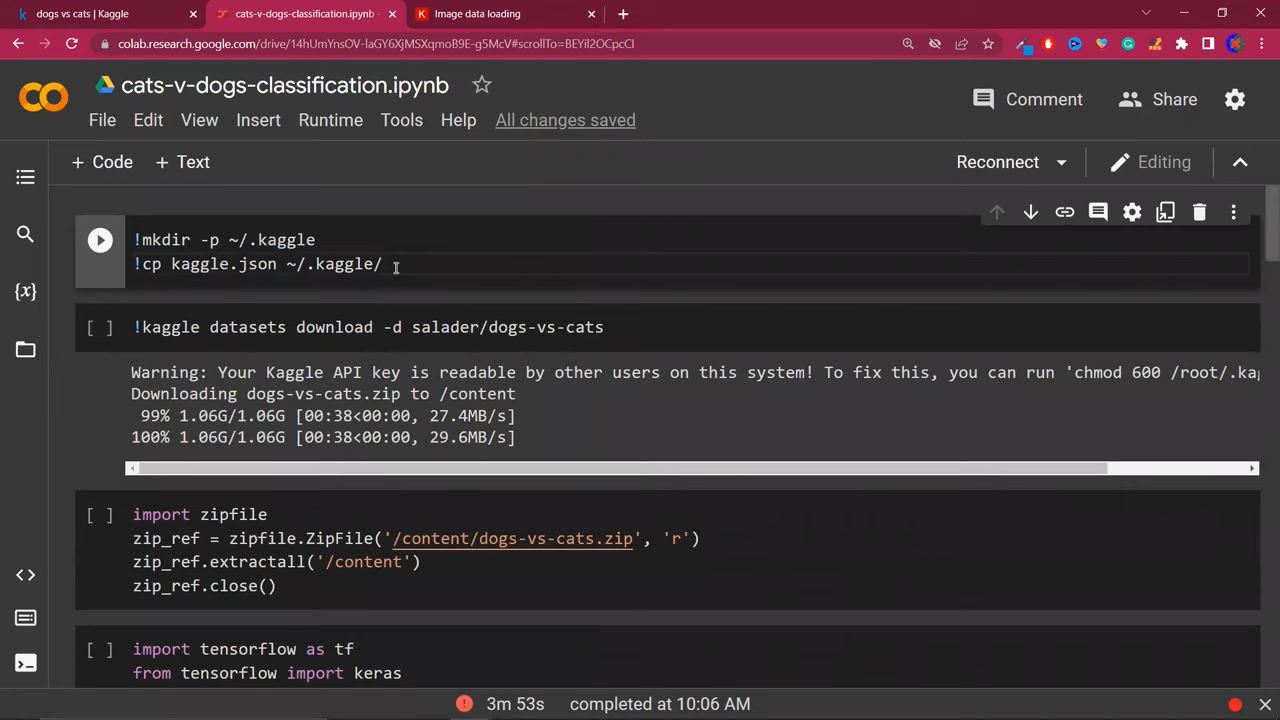 dogs vs cats | Kaggle
cats-v-dogs-classification.ipynb
Image data loading
colab.research.google.com/drive/14hUmYnsOV-laGY6XjMSXqmoB9E-g5McV#scrollTo=BEYil2OCpcCI
cats-v-dogs-classification.ipynb
Comment
Share
File Edit View Insert Runtime Tools Help All changes saved
+ Code + Text
Reconnect
Editing
!mkdir -p ~/.kaggle
!cp kaggle.json ~/.kaggle/
[ ] !kaggle datasets download -d salader/dogs-vs-cats
Warning: Your Kaggle API key is readable by other users on this system! To fix this, you can run 'chmod 600 /root/.kag
Downloading dogs-vs-cats.zip to /content
99% 1.06G/1.06G [00:38<00:00, 27.4MB/s]
100% 1.06G/1.06G [00:38<00:00, 29.6MB/s]
[ ] import zipfile
zip_ref = zipfile.ZipFile('/content/dogs-vs-cats.zip', 'r')
zip_ref.extractall('/content')
zip_ref.close()
[ ] import tensorflow as tf
from tensorflow import keras
3m 53s completed at 10:06 AM